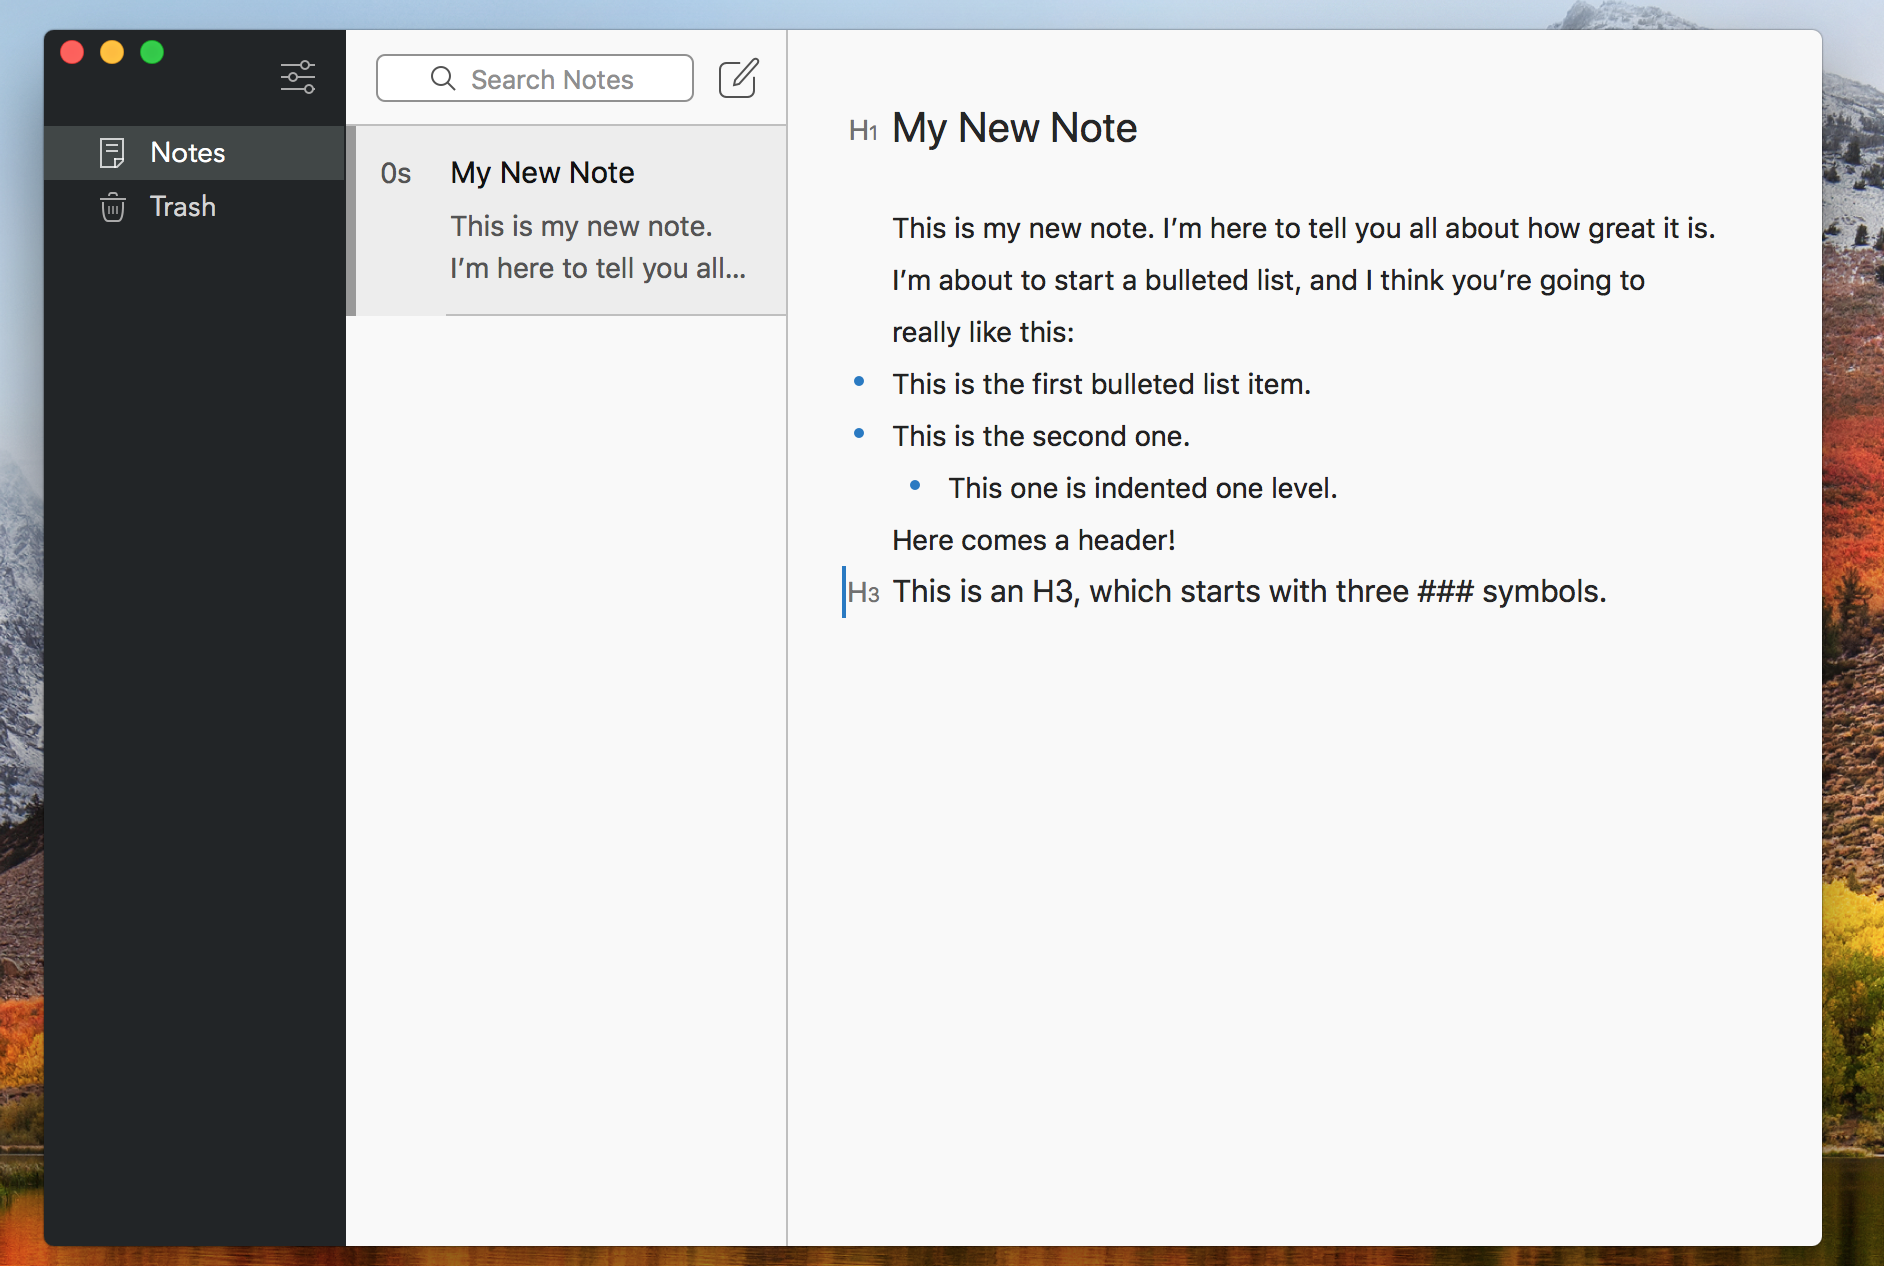 Notes
Trash
Search Notes
0s
My New Note
This is my new note.
I’m here to tell you all...
H1 My New Note
This is my new note. I’m here to tell you all about how great it is.
I’m about to start a bulleted list, and I think you’re going to
really like this:
• This is the first bulleted list item.
• This is the second one.
• This one is indented one level.
Here comes a header!
H3 This is an H3, which starts with three ### symbols.